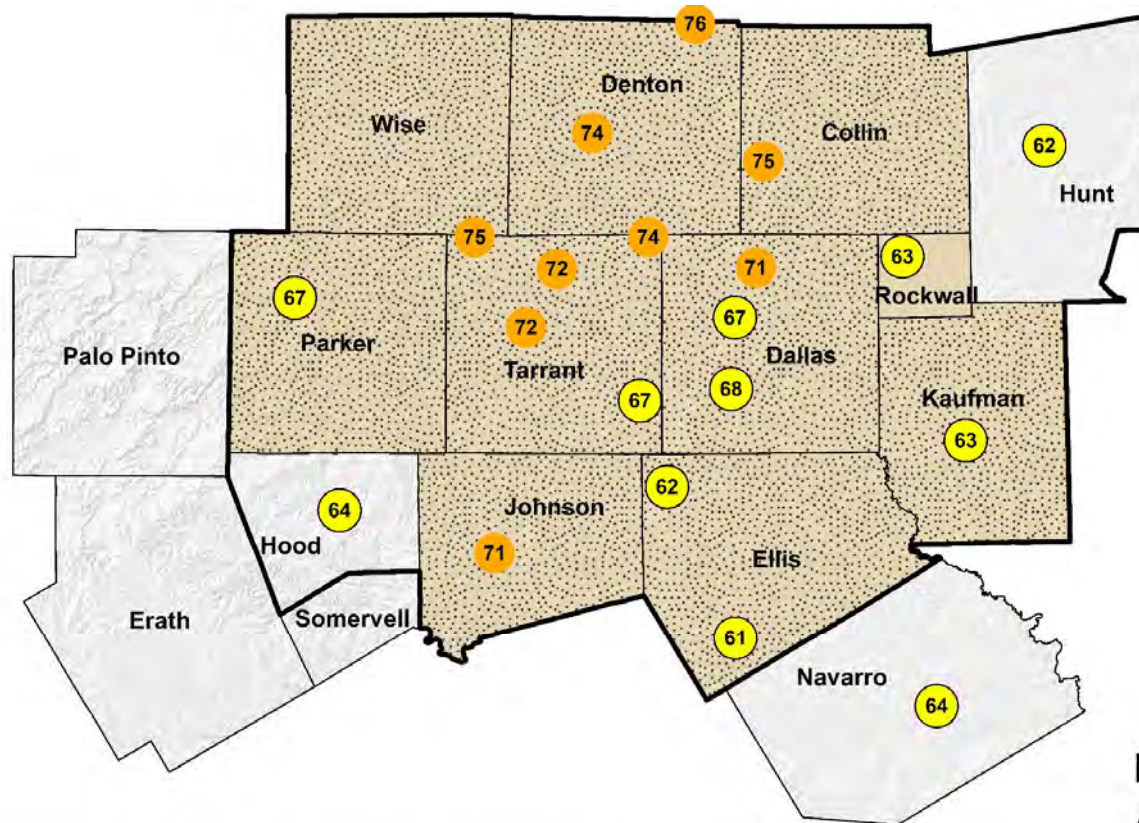 76
Denton
Wise
74
Collin
75
62
Hunt
75
74
72
71
63
Rockwall
67
Parker
72
67
Palo Pinto
Tarrant
Dallas
67
68
Kaufman
63
62
Johnson
64
Hood
71
Ellis
Erath
Somervell
61
Navarro
64